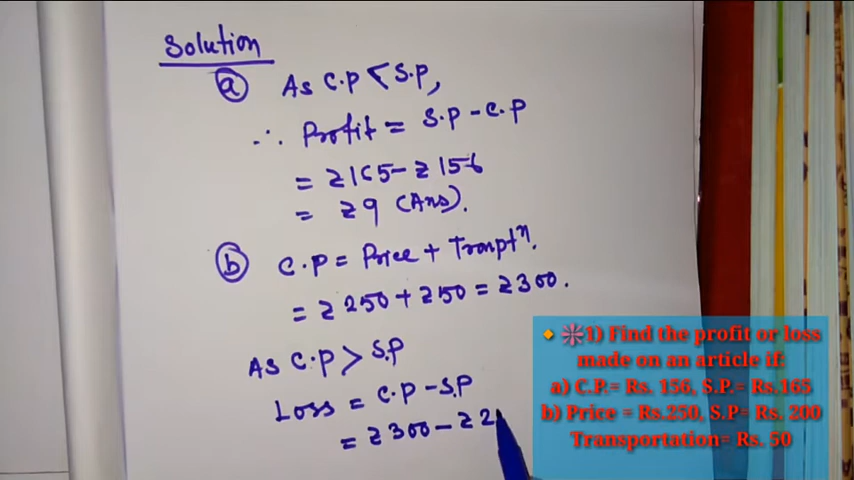 Solution
(a) As C.P < S.P,
∴ Profit = S.P - C.P
= ₹165 - ₹156
= ₹9 (Ans).
(b) C.P = Price + Tranptⁿ.
= ₹250 + ₹50 = ₹300.
As C.P > S.P
Loss = C.P - S.P
= ₹300 - ₹2
1) Find the profit or loss
made on an article if:
a) C.P.= Rs. 156, S.P.= Rs.165
b) Price = Rs.250, S.P= Rs. 200
Transportation= Rs. 50